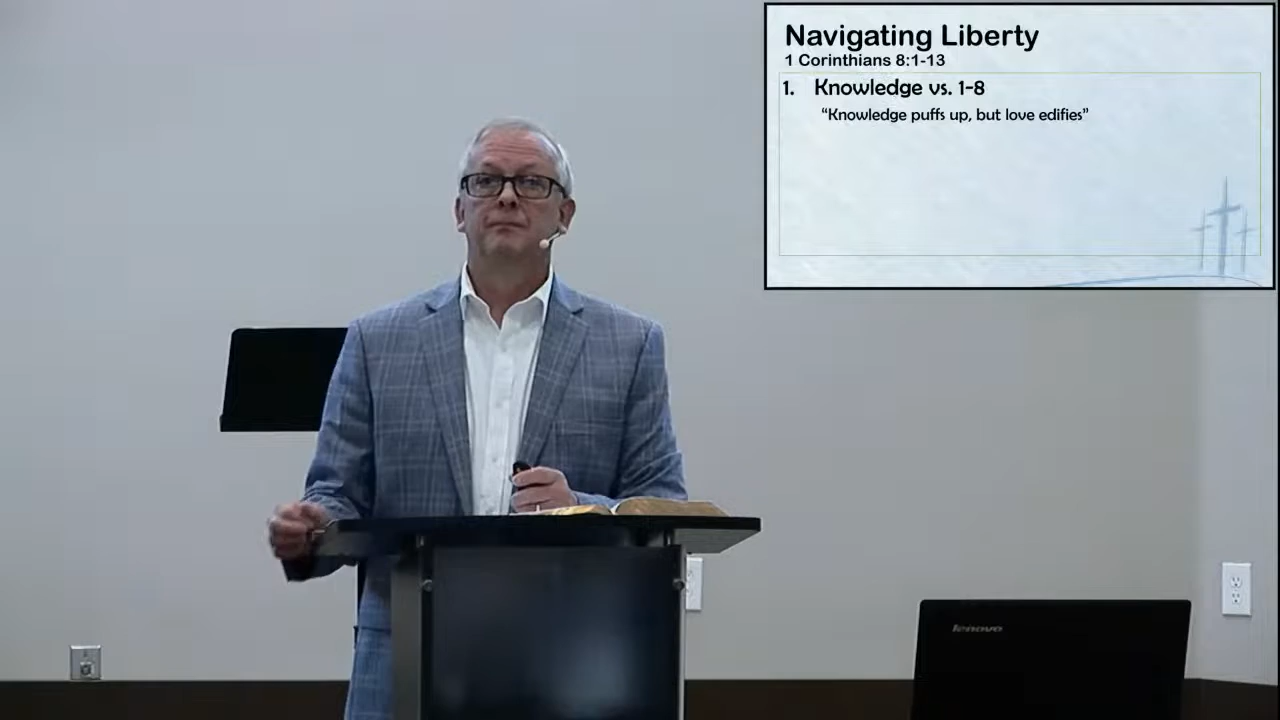 Navigating Liberty
1 Corinthians 8:1-13
1. Knowledge vs. 1-8
“Knowledge puffs up, but love edifies”
lenovo